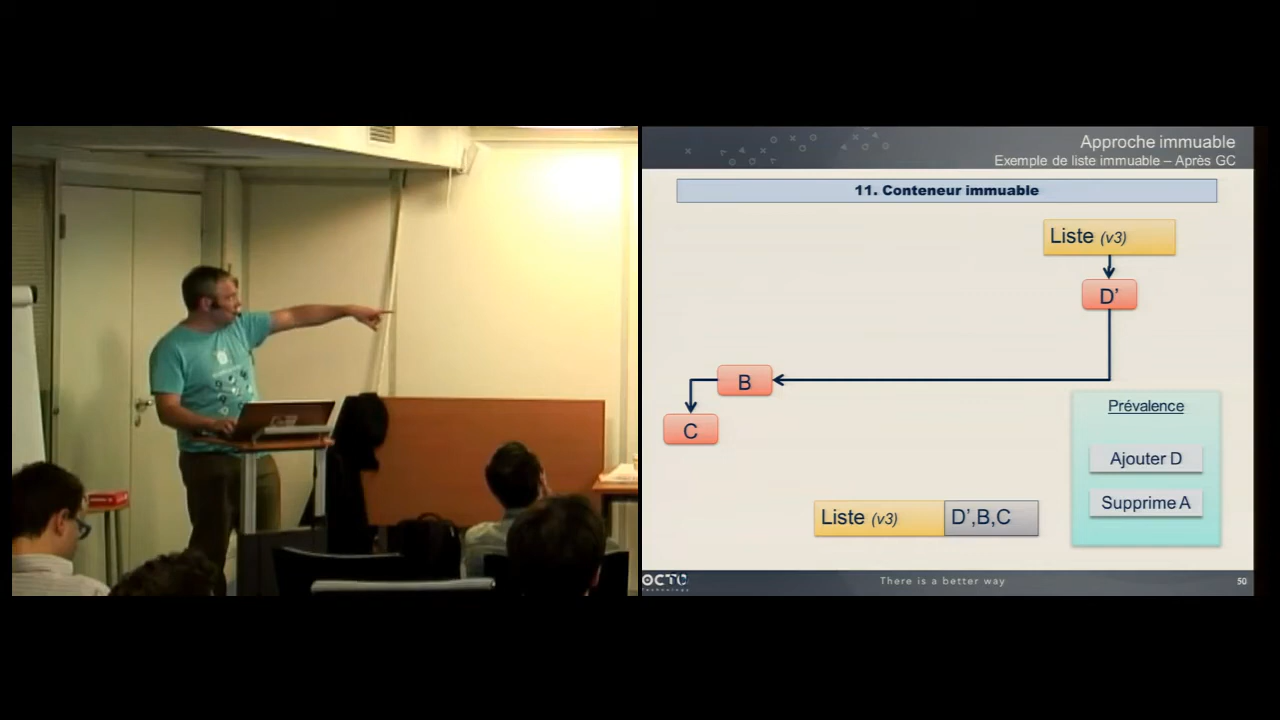 Approche immuable
Exemple de liste immuable – Après GC
11. Conteneur immuable
Liste (v3)
D’
B
C
Prévalence
Ajouter D
Supprime A
Liste (v3) D’,B,C
OCTO
Technology
There is a better way
50